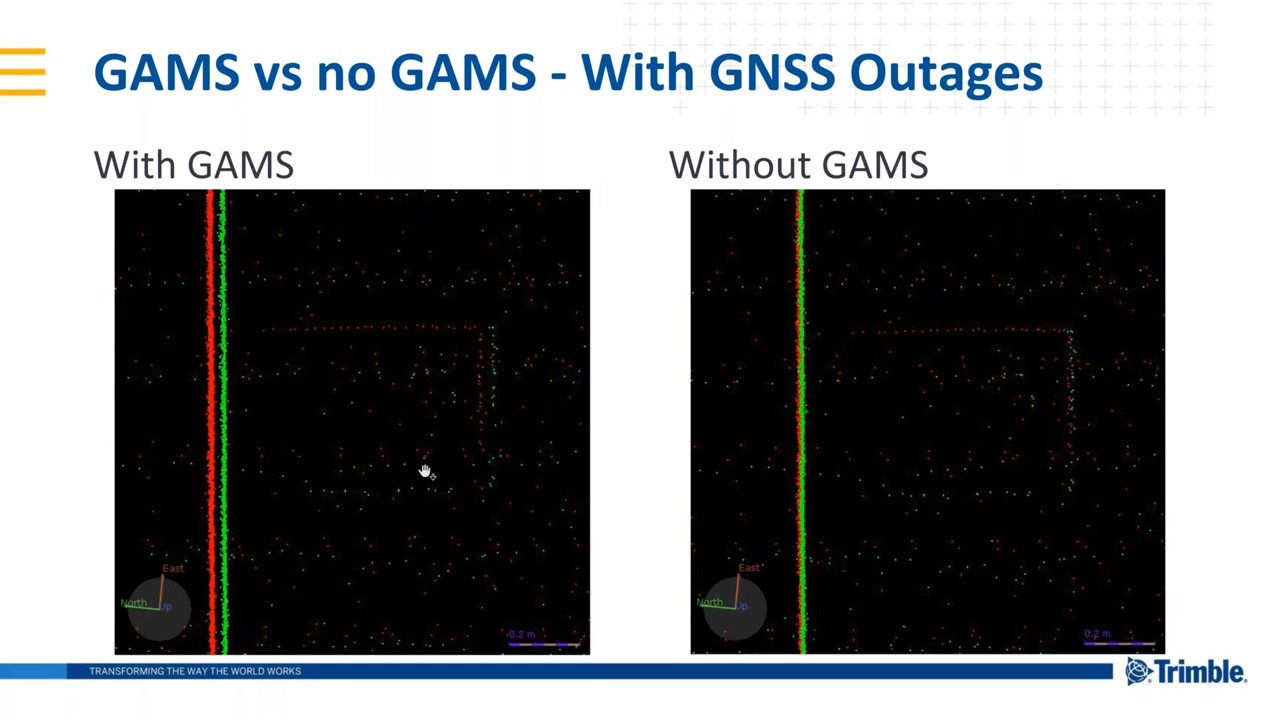 GAMS vs no GAMS - With GNSS Outages
With GAMS
Without GAMS
East
North
Up
0.2 m
East
North
Up
0.2 m
TRANSFORMING THE WAY THE WORLD WORKS
Trimble